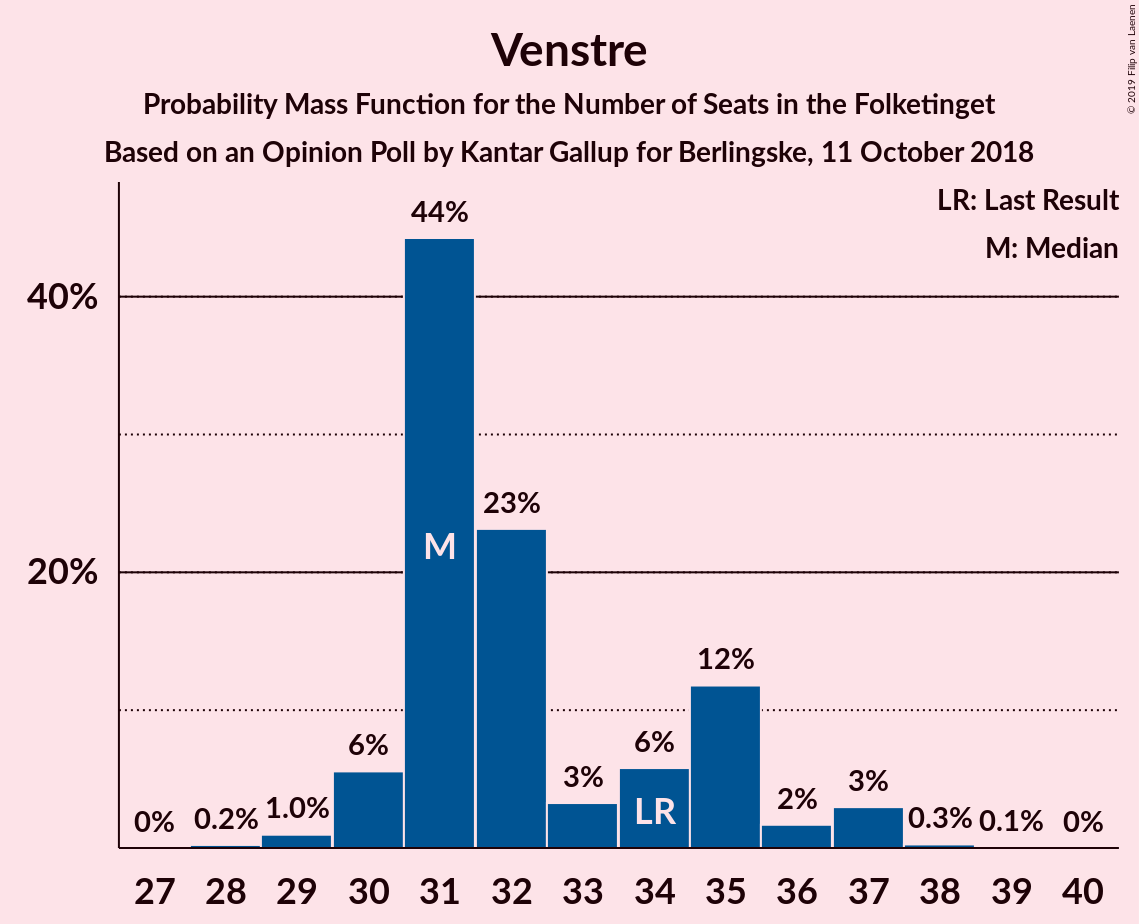 Venstre
Probability Mass Function for the Number of Seats in the Folketinget
Based on an Opinion Poll by Kantar Gallup for Berlingske, 11 October 2018
© 2019 Filip van Laenen
LR: Last Result
M: Median
40%
20%
0%
0.2%
1.0%
6%
44%
M
23%
3%
6%
LR
12%
2%
3%
0.3%
0.1%
0%
27 28 29 30 31 32 33 34 35 36 37 38 39 40